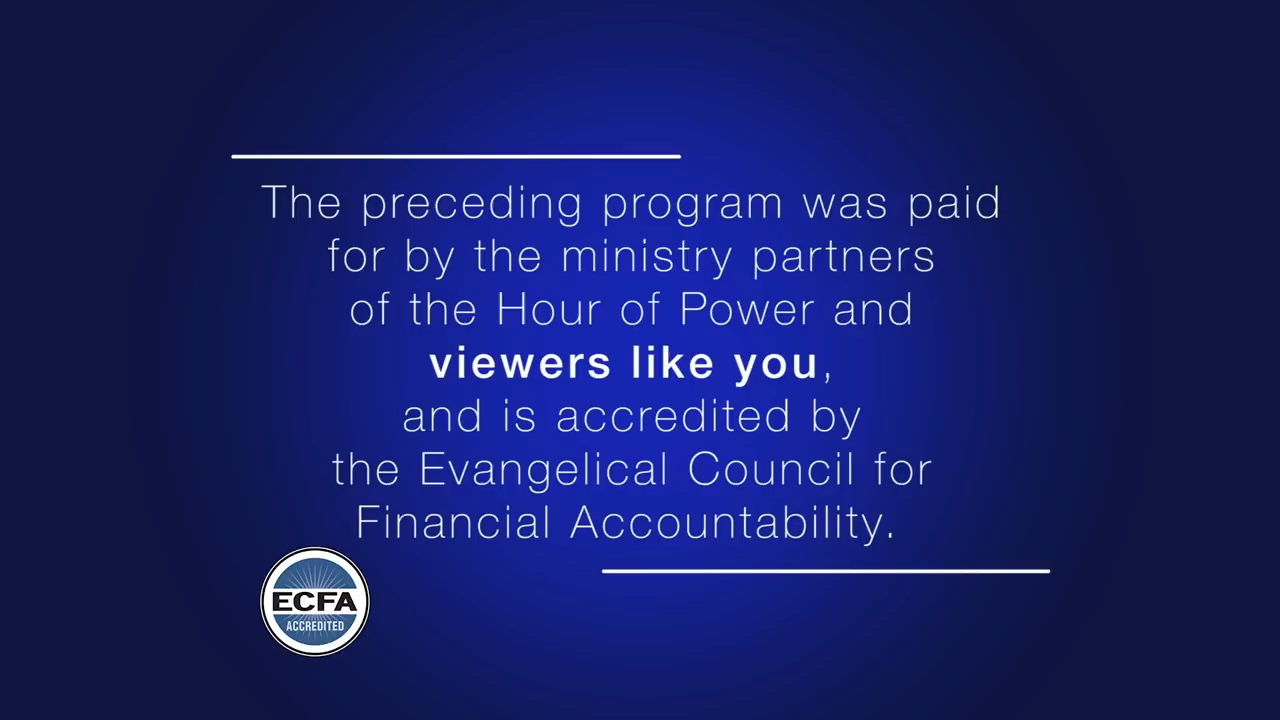 The preceding program was paid
for by the ministry partners
of the Hour of Power and
viewers like you,
and is accredited by
the Evangelical Council for
Financial Accountability.
ECFA
ACCREDITED